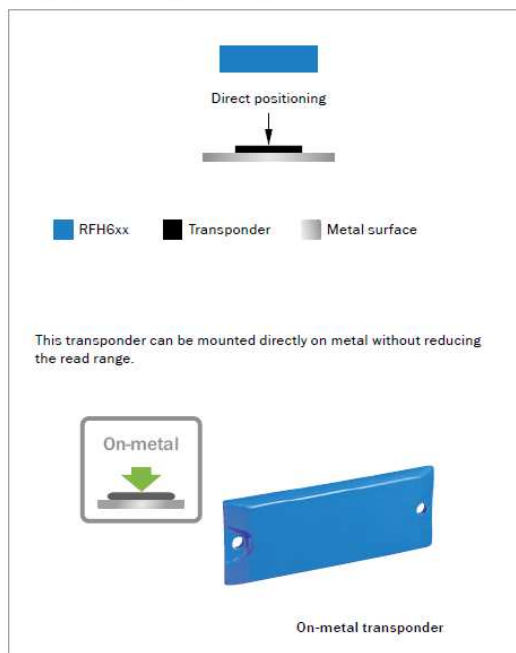 Direct positioning
RFH6xx Transponder Metal surface
This transponder can be mounted directly on metal without reducing
the read range.
On-metal
On-metal transponder